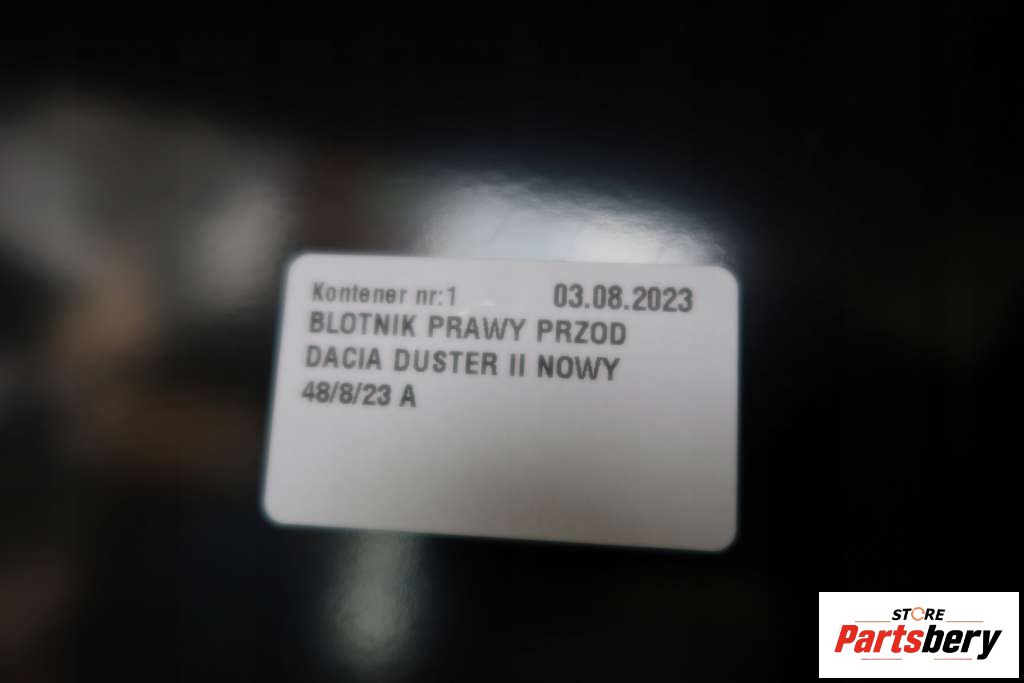 Kontener nr:1 03.08.2023
BLOTNIK PRAWY PRZOD
DACIA DUSTER II NOWY
48/8/23 A
STORE
Partsbery